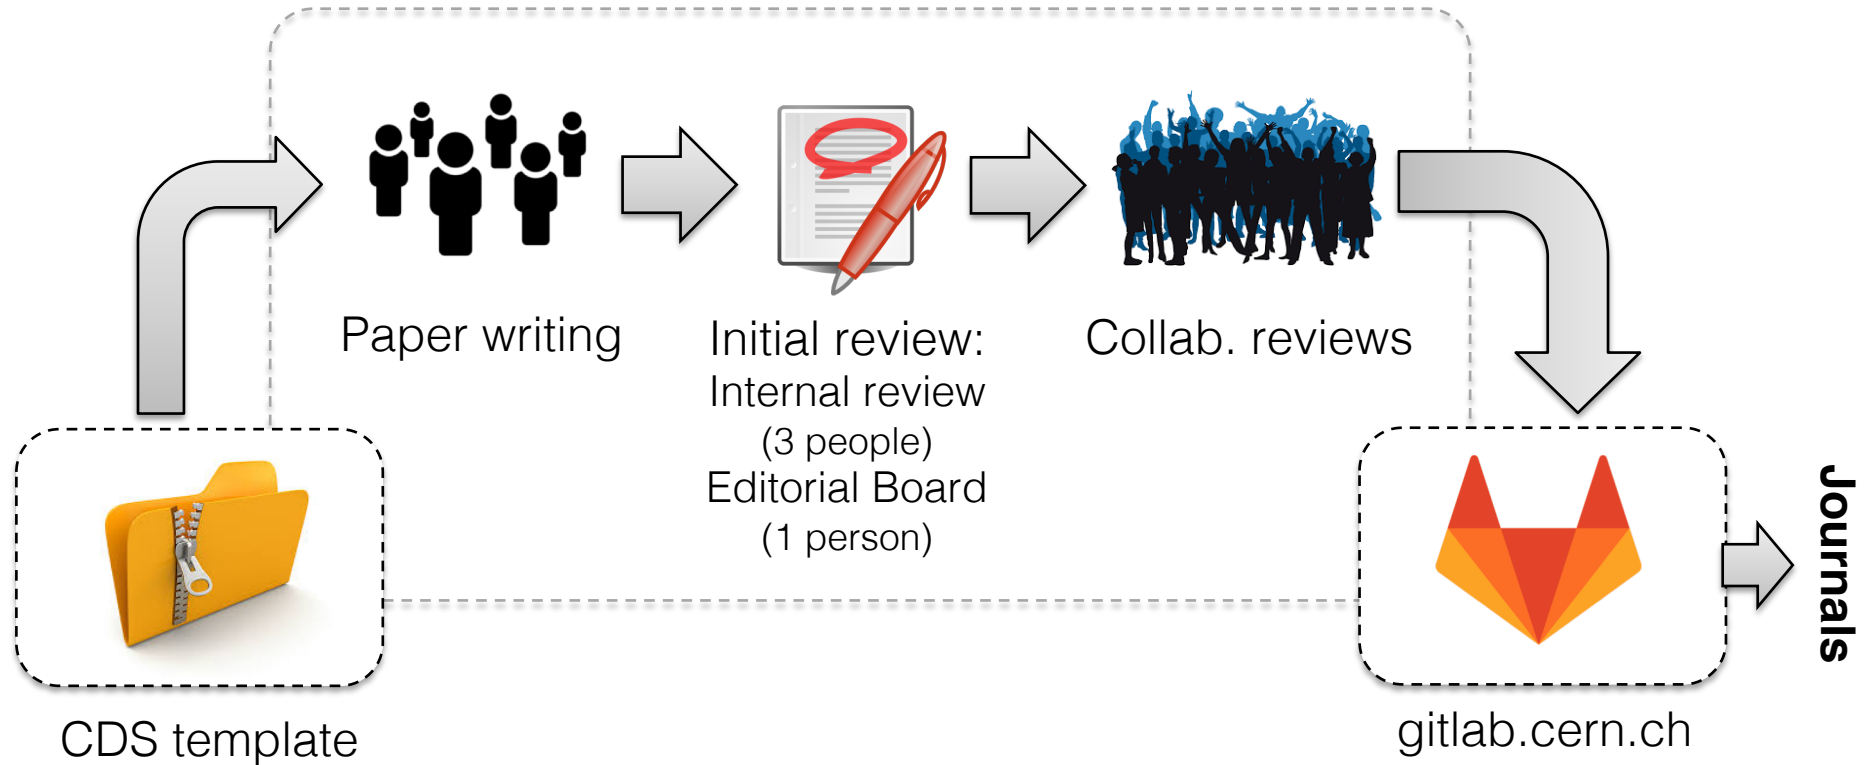 Paper writing
Initial review:
Internal review
(3 people)
Editorial Board
(1 person)
Collab. reviews
CDS template
gitlab.cern.ch
Journals